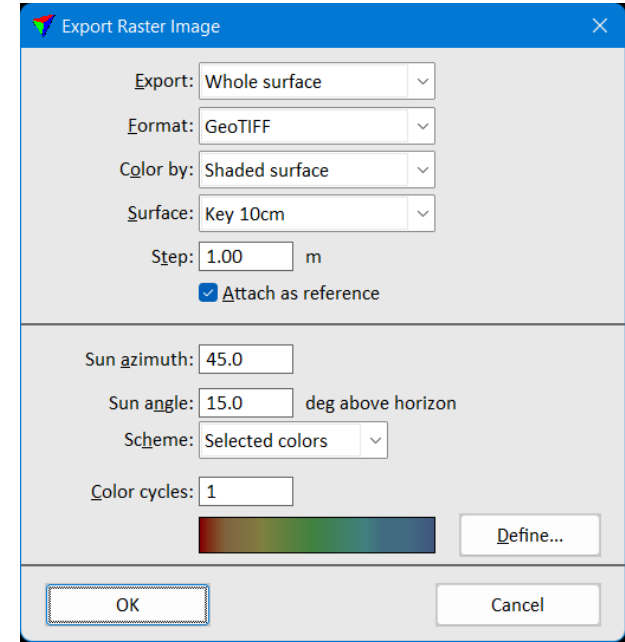 Export Raster Image
Export: Whole surface
Format: GeoTIFF
Color by: Shaded surface
Surface: Key 10cm
Step: 1.00 m
Attach as reference
Sun azimuth: 45.0
Sun angle: 15.0 deg above horizon
Scheme: Selected colors
Color cycles: 1
Define...
OK Cancel